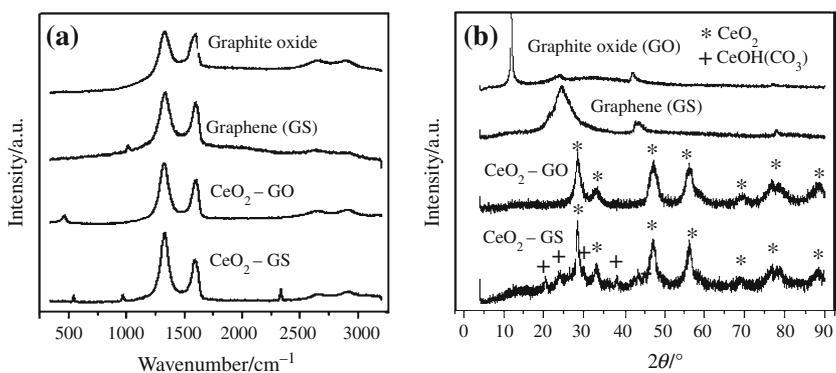 (a)
Graphite oxide
Graphene (GS)
CeO₂ – GO
CeO₂ – GS
Intensity/a.u.
500 1000 1500 2000 2500 3000
Wavenumber/cm⁻¹
(b)
* CeO₂
+ CeOH(CO₃)
Graphite oxide (GO)
Graphene (GS)
CeO₂ – GO
CeO₂ – GS
Intensity/a.u.
0 10 20 30 40 50 60 70 80 90
2θ/°